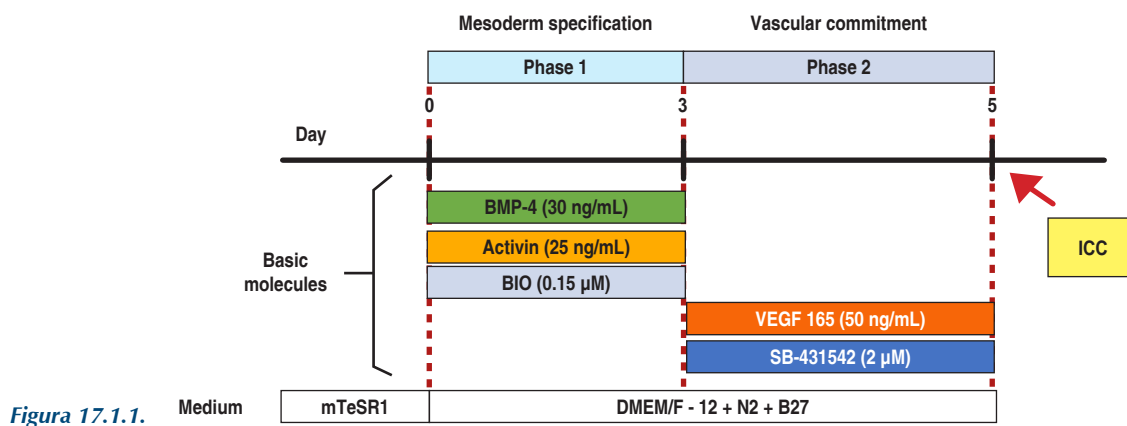 Mesoderm specification
Vascular commitment
Phase 1
Phase 2
0
3
5
Day
BMP-4 (30 ng/mL)
Activin (25 ng/mL)
BIO (0.15 µM)
Basic
molecules
ICC
VEGF 165 (50 ng/mL)
SB-431542 (2 µM)
Figura 17.1.1.
Medium
mTeSR1
DMEM/F - 12 + N2 + B27